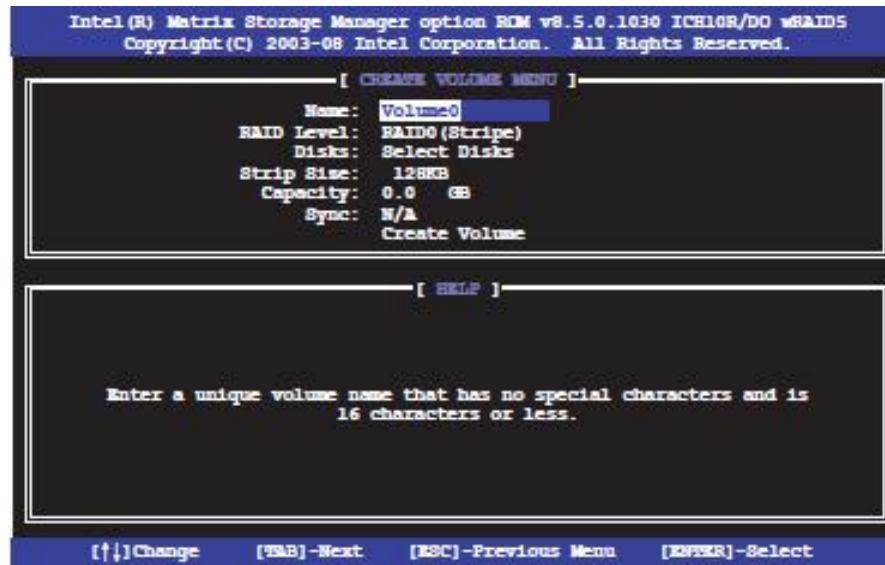 Intel(R) Matrix Storage Manager option ROM v8.5.0.1030 ICH10R/DO wRAID5
Copyright(C) 2003-08 Intel Corporation. All Rights Reserved.
[ CREATE VOLUME MENU ]
Name: Volume0
RAID Level: RAID0(Stripe)
Disks: Select Disks
Strip Size: 128KB
Capacity: 0.0 GB
Sync: N/A
Create Volume
[ HELP ]
Enter a unique volume name that has no special characters and is
16 characters or less.
[↑↓]Change [TAB]-Next [ESC]-Previous Menu [ENTER]-Select